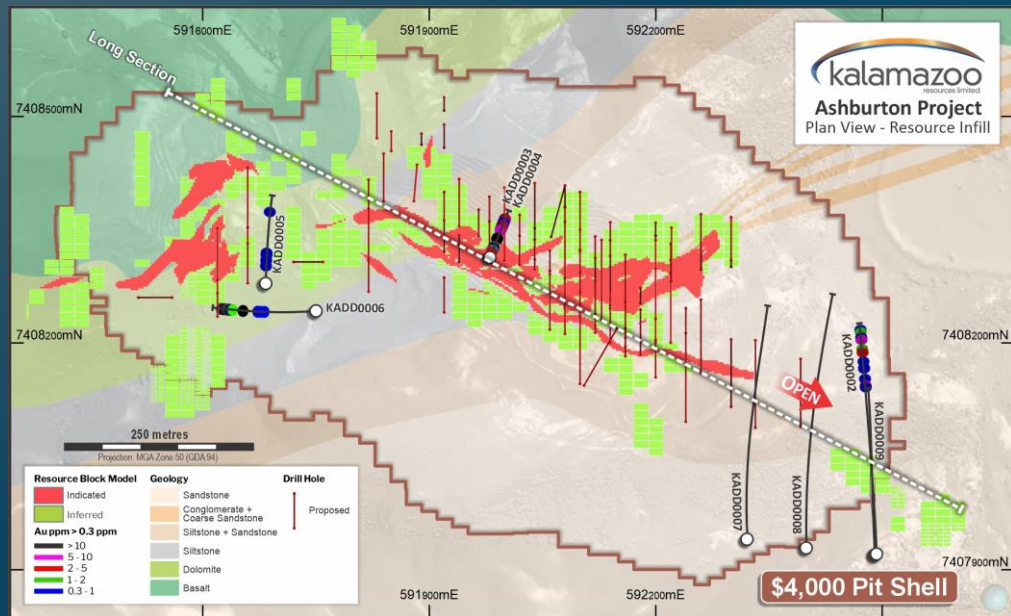 591600mE
591900mE
592200mE
Long Section
kalamazoo
resources limited
Ashburton Project
Plan View - Resource Infill
7408500mN
KADD0003
KADD0004
KADD0005
KADD0006
7408200mN
7408200mN
KADD0002
OPEN
KADD0009
KADD0007
KADD0008
250 metres
Projection: MGA Zone 50 (GDA 94)
Resource Block Model
Indicated
Inferred
Au ppm > 0.3 ppm
> 10
5 - 10
2 - 5
1 - 2
0.3 - 1
Geology
Sandstone
Conglomerate +
Coarse Sandstone
Siltstone + Sandstone
Siltstone
Dolomite
Basalt
Drill Hole
Proposed
7407900mN
591900mE
592200mE
$4,000 Pit Shell